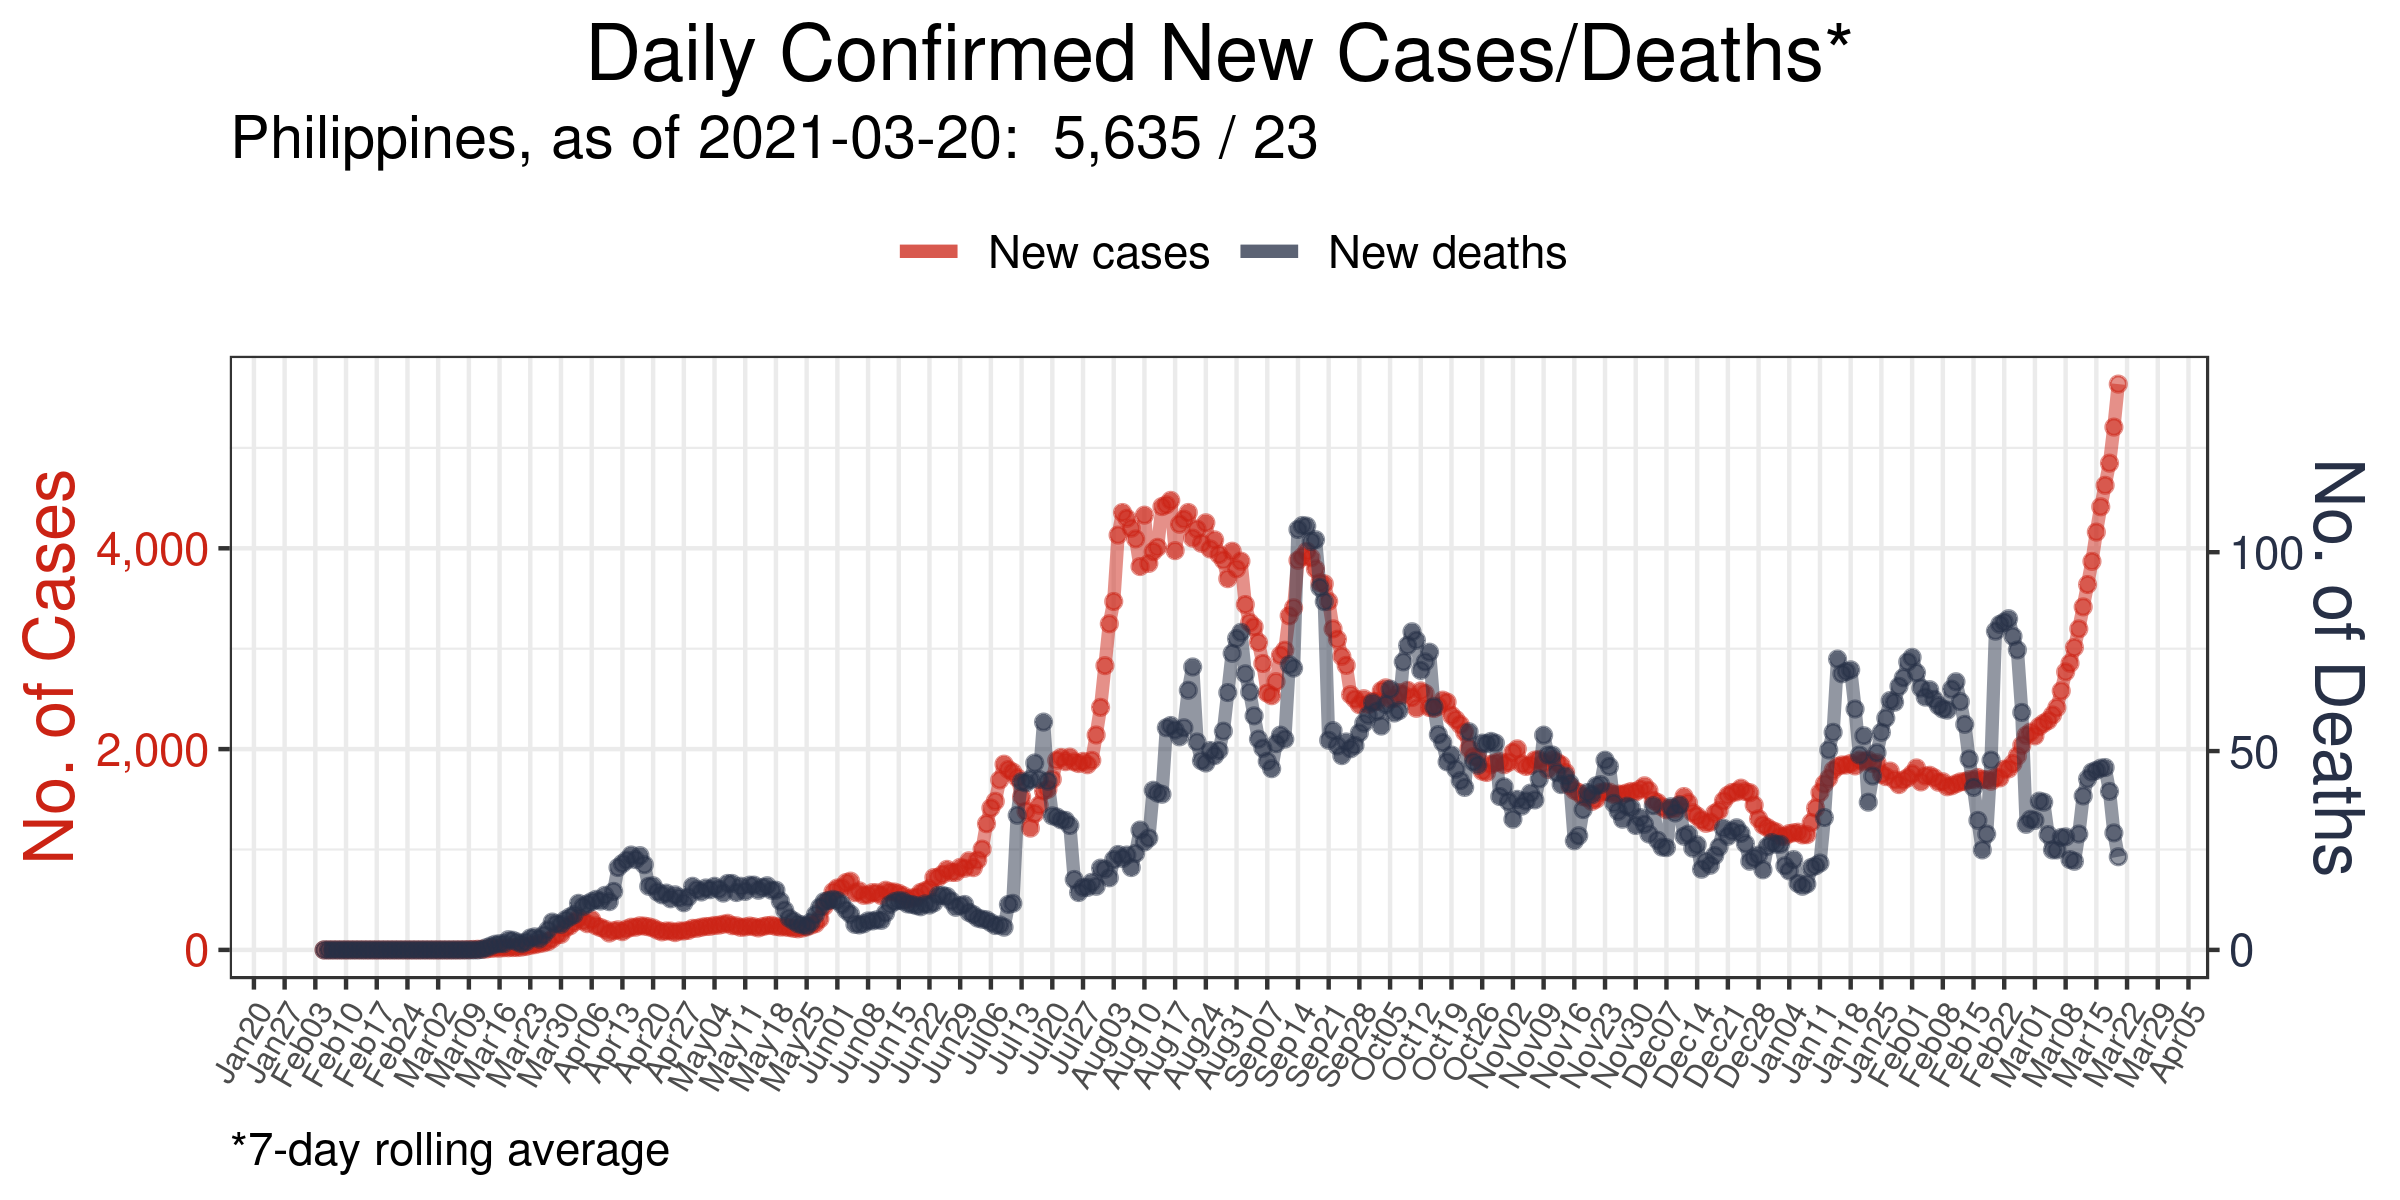 Daily Confirmed New Cases/Deaths*
Philippines, as of 2021-03-20:  5,635 / 23
New cases
New deaths
No. of Cases
4,000
2,000
0
100
50
0
No. of Deaths
Jan20
Jan27
Feb03
Feb10
Feb17
Feb24
Mar02
Mar09
Mar16
Mar23
Mar30
Apr06
Apr13
Apr20
Apr27
May04
May11
May18
May25
Jun01
Jun08
Jun15
Jun22
Jun29
Jul06
Jul13
Jul20
Jul27
Aug03
Aug10
Aug17
Aug24
Aug31
Sep07
Sep14
Sep21
Sep28
Oct05
Oct12
Oct19
Oct26
Nov02
Nov09
Nov16
Nov23
Nov30
Dec07
Dec14
Dec21
Dec28
Jan04
Jan11
Jan18
Jan25
Feb01
Feb08
Feb15
Feb22
Mar01
Mar08
Mar15
Mar22
Mar29
Apr05
*7-day rolling average